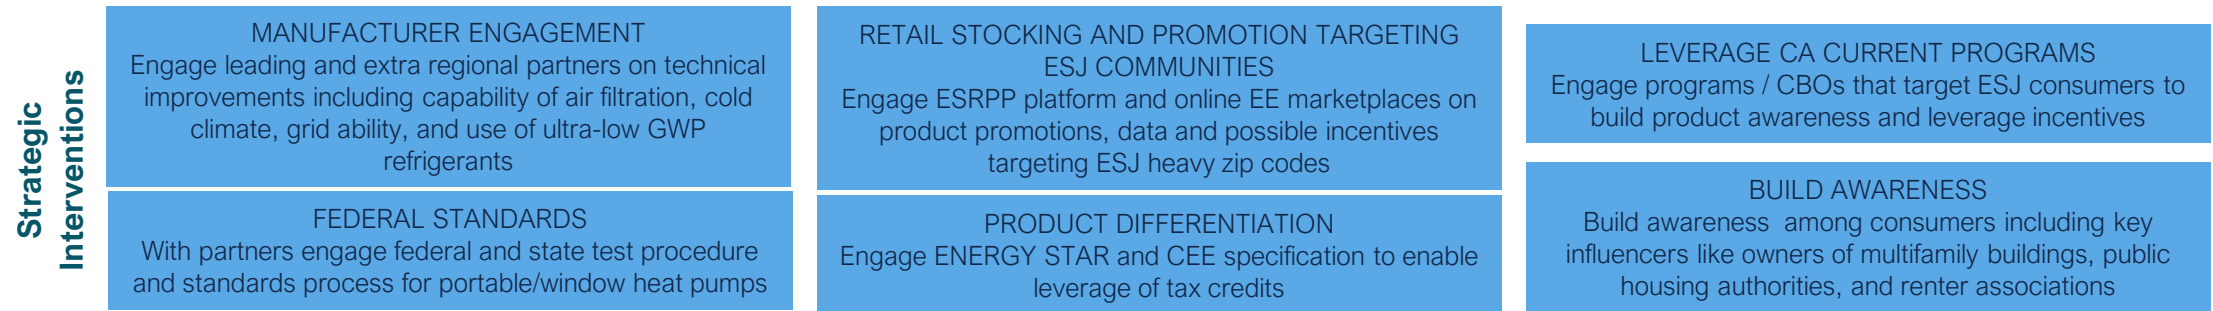 Strategic
Interventions
MANUFACTURER ENGAGEMENT
Engage leading and extra regional partners on technical
improvements including capability of air filtration, cold
climate, grid ability, and use of ultra-low GWP
refrigerants
FEDERAL STANDARDS
With partners engage federal and state test procedure
and standards process for portable/window heat pumps
RETAIL STOCKING AND PROMOTION TARGETING
ESJ COMMUNITIES
Engage ESRPP platform and online EE marketplaces on
product promotions, data and possible incentives
targeting ESJ heavy zip codes
PRODUCT DIFFERENTIATION
Engage ENERGY STAR and CEE specification to enable
leverage of tax credits
LEVERAGE CA CURRENT PROGRAMS
Engage programs / CBOs that target ESJ consumers to
build product awareness and leverage incentives
BUILD AWARENESS
Build awareness  among consumers including key
influencers like owners of multifamily buildings, public
housing authorities, and renter associations